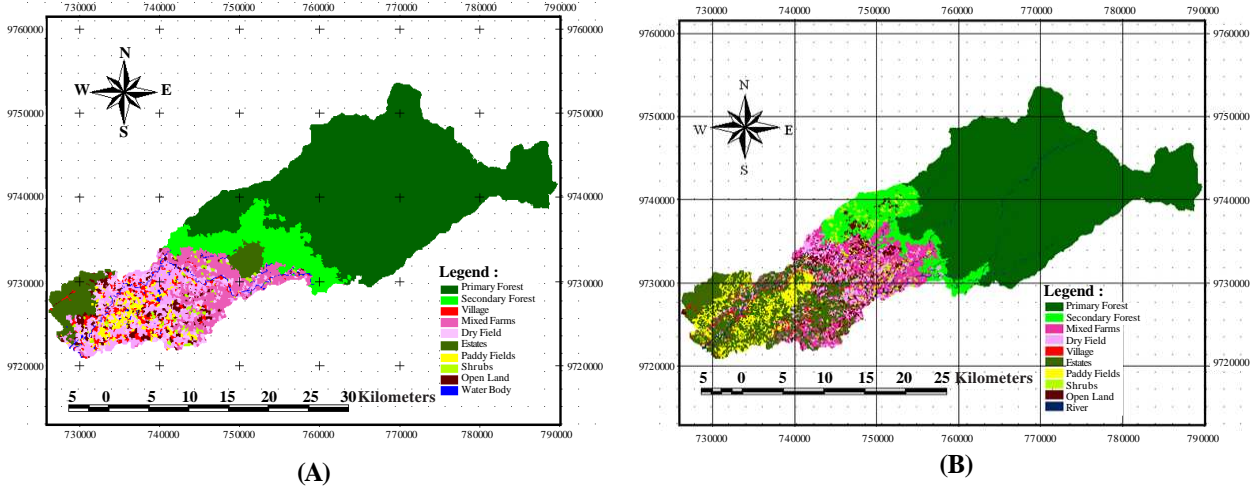 730000 740000 750000 760000 770000 780000 790000
9760000 9760000
N
W E
S
9750000 9750000
9740000 9740000
9730000 9730000
9720000 9720000
Legend :
Primary Forest
Secondary Forest
Village
Mixed Farms
Dry Field
Estates
Paddy Fields
Shrubs
Open Land
Water Body
5 0 5 10 15 20 25 30 Kilometers
730000 740000 750000 760000 770000 780000 790000
(A)
730000 740000 750000 760000 770000 780000 790000
9760000 9760000
N
W E
S
9750000 9750000
9740000 9740000
9730000 9730000
9720000 9720000
Legend :
Primary Forest
Secondary Forest
Mixed Farms
Dry Field
Village
Estates
Paddy Fields
Shrubs
Open Land
River
5 0 5 10 15 20 25 Kilometers
730000 740000 750000 760000 770000 780000 790000
(B)